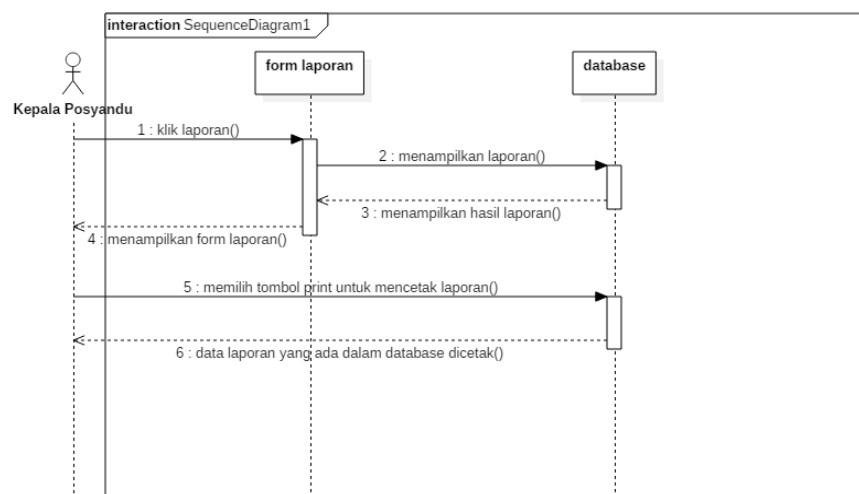 interaction SequenceDiagram1
form laporan
database
Kepala Posyandu
1 : klik laporan()
2 : menampilkan laporan()
3 : menampilkan hasil laporan()
4 : menampilkan form laporan()
5 : memilih tombol print untuk mencetak laporan()
6 : data laporan yang ada dalam database dicetak()